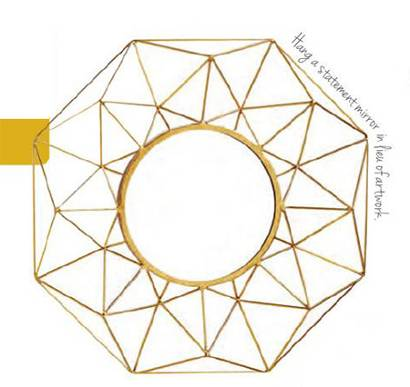 Hang a statement mirror in lieu of artwork.